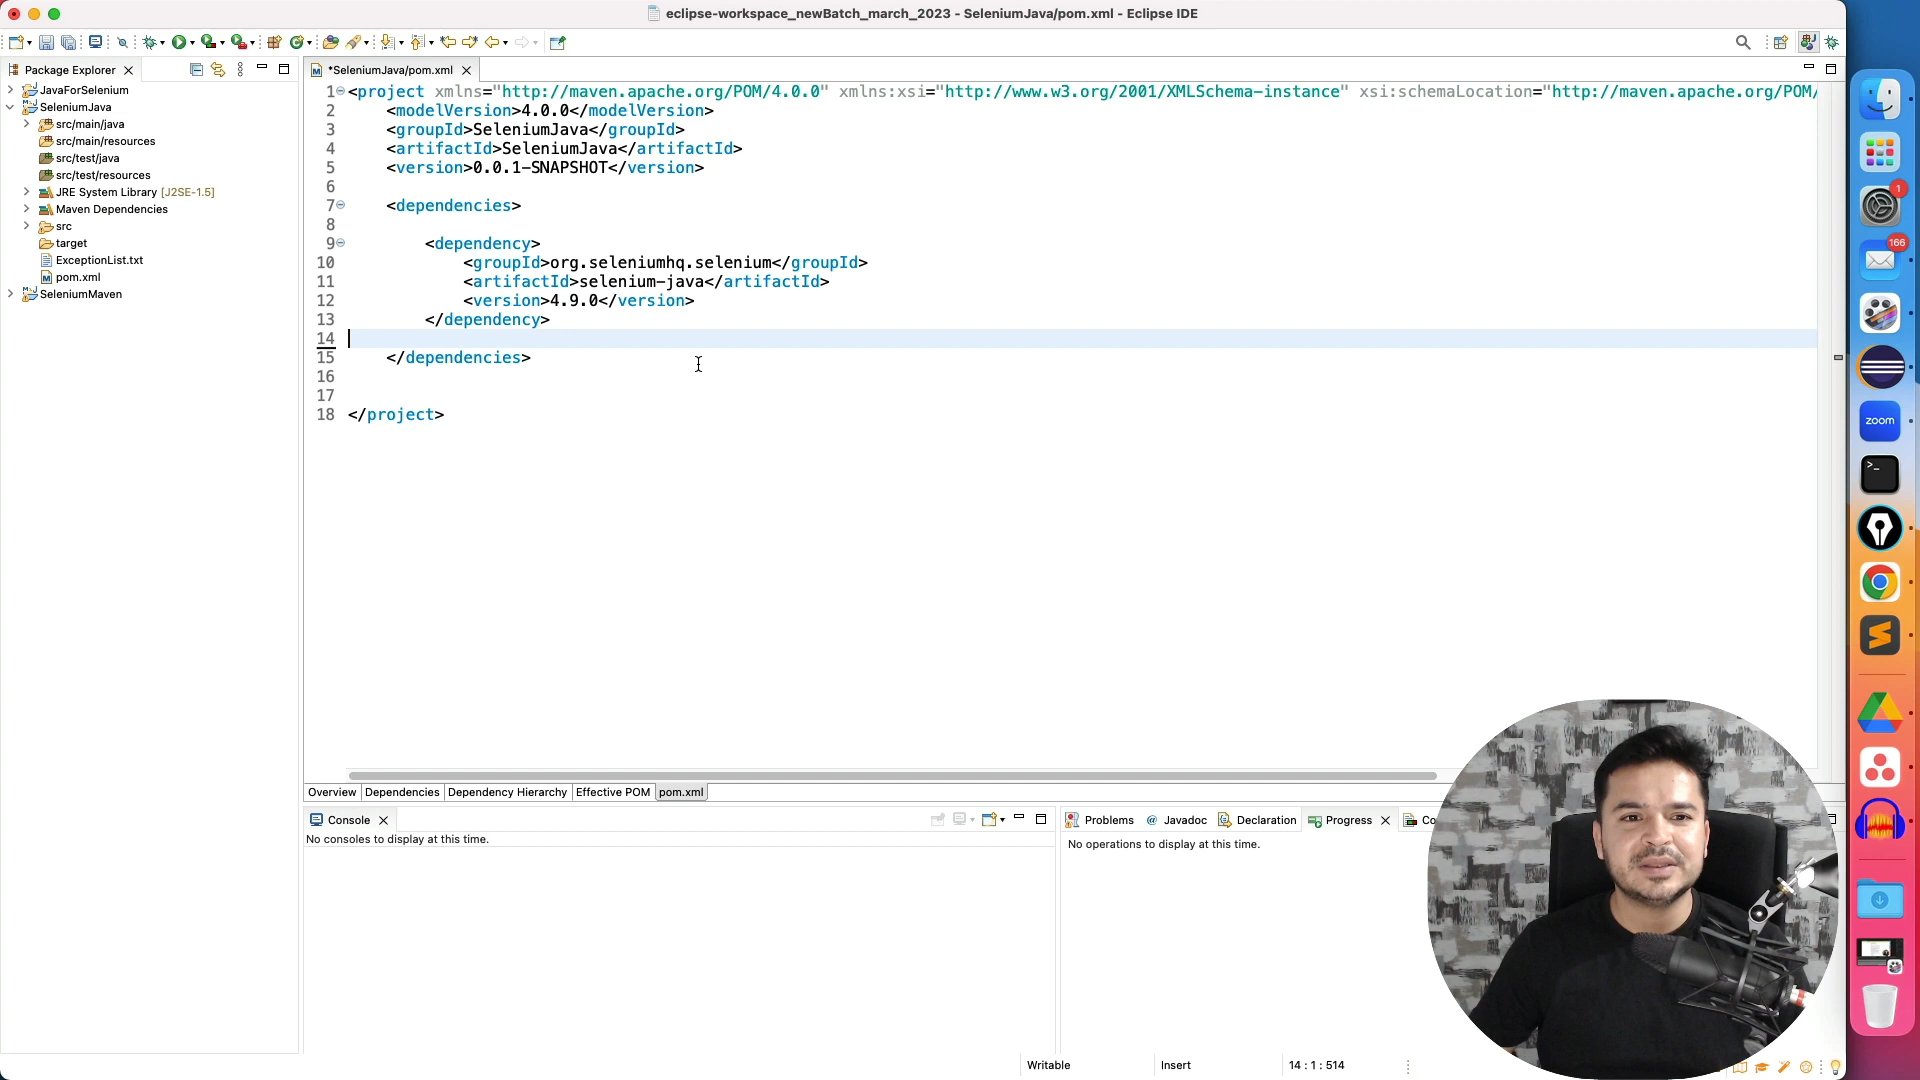 eclipse-workspace_newBatch_march_2023 - SeleniumJava/pom.xml - Eclipse IDE
Package Explorer
*SeleniumJava/pom.xml
JavaForSelenium
SeleniumJava
src/main/java
src/main/resources
src/test/java
src/test/resources
JRE System Library [J2SE-1.5]
Maven Dependencies
src
target
ExceptionList.txt
pom.xml
SeleniumMaven
1 <project xmlns="http://maven.apache.org/POM/4.0.0" xmlns:xsi="http://www.w3.org/2001/XMLSchema-instance" xsi:schemaLocation="http://maven.apache.org/POM/
2 <modelVersion>4.0.0</modelVersion>
3 <groupId>SeleniumJava</groupId>
4 <artifactId>SeleniumJava</artifactId>
5 <version>0.0.1-SNAPSHOT</version>
6
7 <dependencies>
8
9 <dependency>
10 <groupId>org.seleniumhq.selenium</groupId>
11 <artifactId>selenium-java</artifactId>
12 <version>4.9.0</version>
13 </dependency>
14
15 </dependencies>
16
17
18 </project>
Overview Dependencies Dependency Hierarchy Effective POM pom.xml
Console
No consoles to display at this time.
Problems @ Javadoc Declaration Progress Co
No operations to display at this time.
Writable Insert 14 : 1 : 514
1
166
zoom